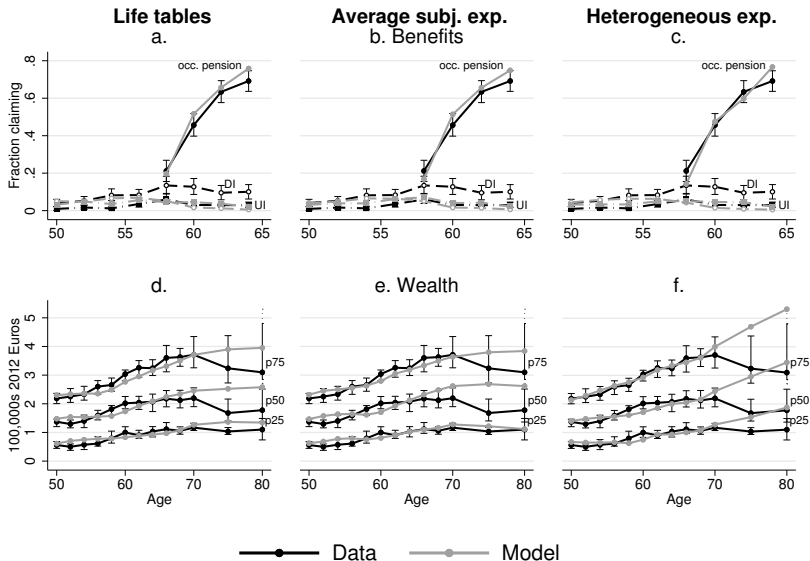 Life tables
Average subj. exp.
Heterogeneous exp.
a.
b. Benefits
c.
Fraction claiming
.8
.6
.4
.2
0
occ. pension
DI
UI
50
55
60
65
occ. pension
DI
UI
50
55
60
65
occ. pension
DI
UI
50
55
60
65
d.
e. Wealth
f.
100,000s 2012 Euros
5
4
3
2
1
0
p75
p50
p25
50
60
70
80
Age
p75
p50
p25
50
60
70
80
Age
p75
p50
p25
50
60
70
80
Age
Data
Model